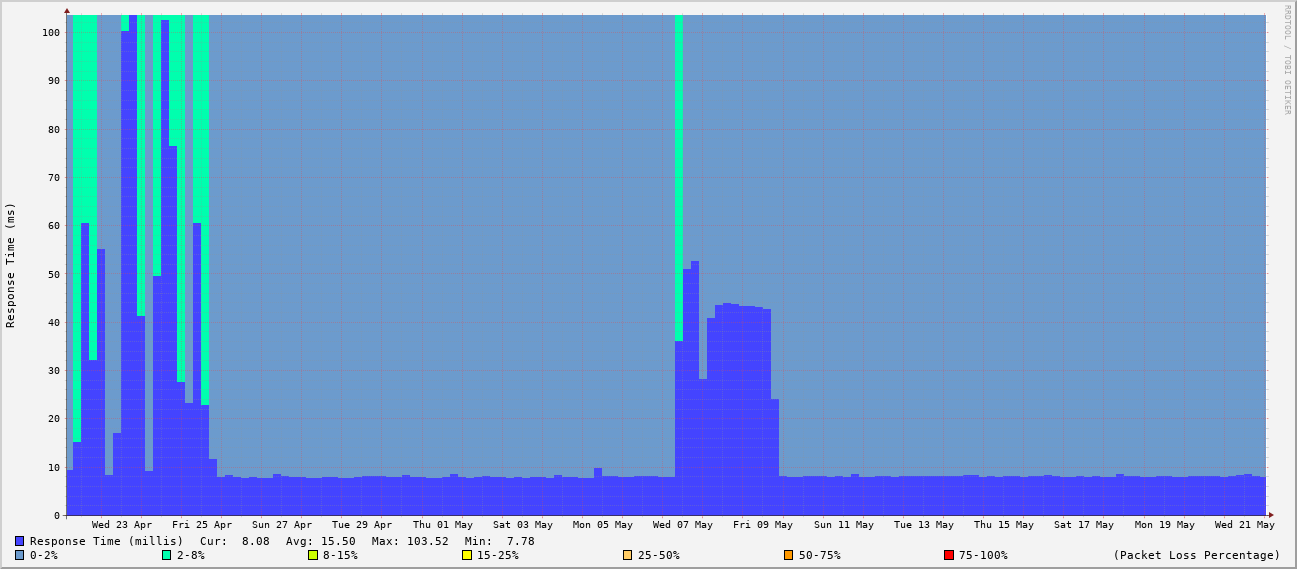 RRDTOOL / TOBI OETIKER
Response Time (ms)
100
90
80
70
60
50
40
30
20
10
0
Wed 23 Apr Fri 25 Apr Sun 27 Apr Tue 29 Apr Thu 01 May Sat 03 May Mon 05 May Wed 07 May Fri 09 May Sun 11 May Tue 13 May Thu 15 May Sat 17 May Mon 19 May Wed 21 May
Response Time (millis) Cur: 8.08 Avg: 15.50 Max: 103.52 Min: 7.78
0-2% 2-8% 8-15% 15-25% 25-50% 50-75% 75-100% (Packet Loss Percentage)